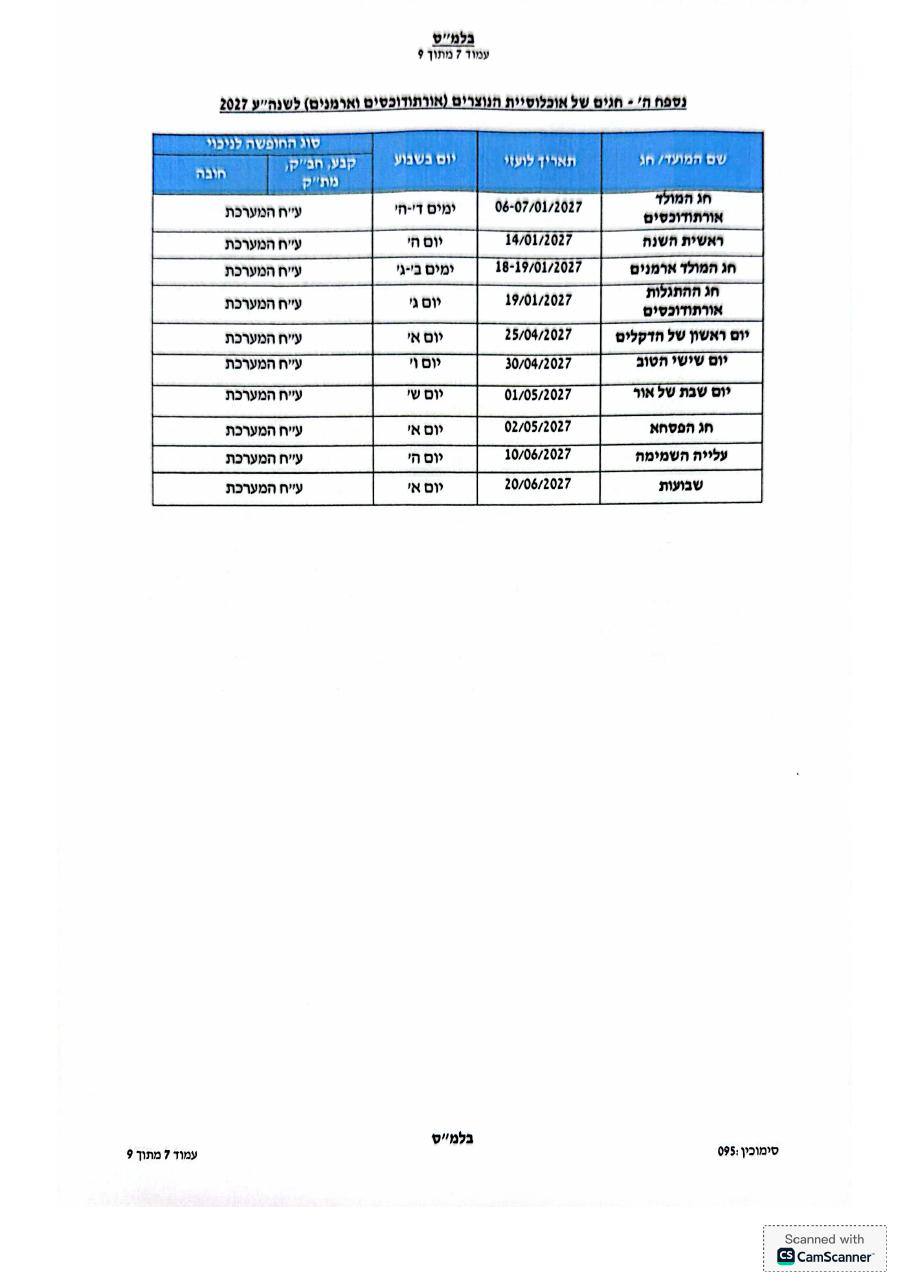 בלמ"ס
עמוד 7 מתוך 9
נספח ה' - חגים של אוכלוסיית הנוצרים (אורתודוכסים וארמנים) לשנה"ע 2027
שם המועד/ חג תאריך לועזי יום בשבוע סוג החופשה לניכוי
קבע, חב"ק, מת"ק חובה
חג המולד אורתודוכסים 06-07/01/2027 ימים ד'-ה' ע"ח המערכת
ראשית השנה 14/01/2027 יום ה' ע"ח המערכת
חג המולד ארמנים 18-19/01/2027 ימים ב'-ג' ע"ח המערכת
חג ההתגלות אורתודוכסים 19/01/2027 יום ג' ע"ח המערכת
יום ראשון של הדקלים 25/04/2027 יום א' ע"ח המערכת
יום שישי הטוב 30/04/2027 יום ו' ע"ח המערכת
יום שבת של אור 01/05/2027 יום ש' ע"ח המערכת
חג הפסחא 02/05/2027 יום א' ע"ח המערכת
עלייה השמימה 10/06/2027 יום ה' ע"ח המערכת
שבועות 20/06/2027 יום א' ע"ח המערכת
בלמ"ס
סימוכין: 095 עמוד 7 מתוך 9
Scanned with
CS CamScanner